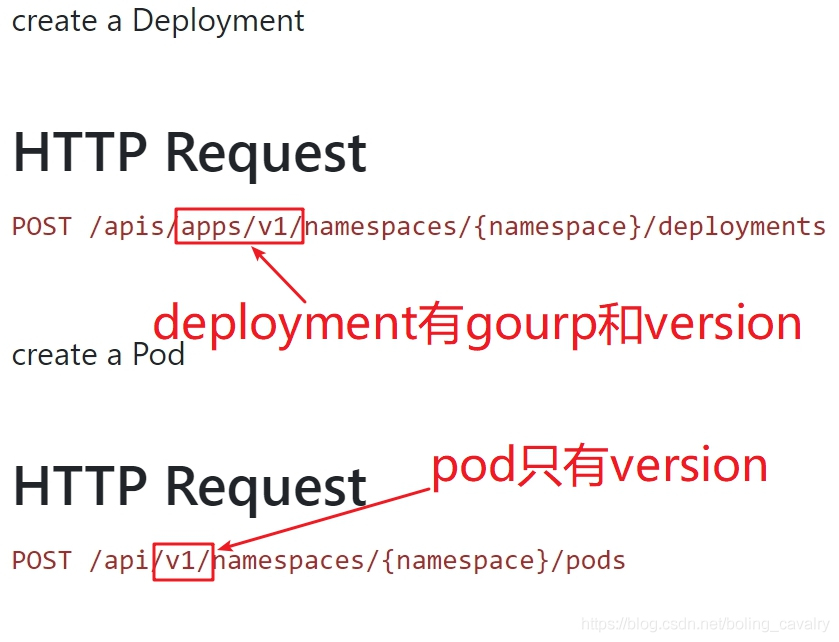 create a Deployment
HTTP Request
POST /apis/apps/v1/namespaces/{namespace}/deployments
deployment有gourp和version
create a Pod
pod只有version
HTTP Request
POST /api/v1/namespaces/{namespace}/pods
https://blog.csdn.net/boling_cavalry